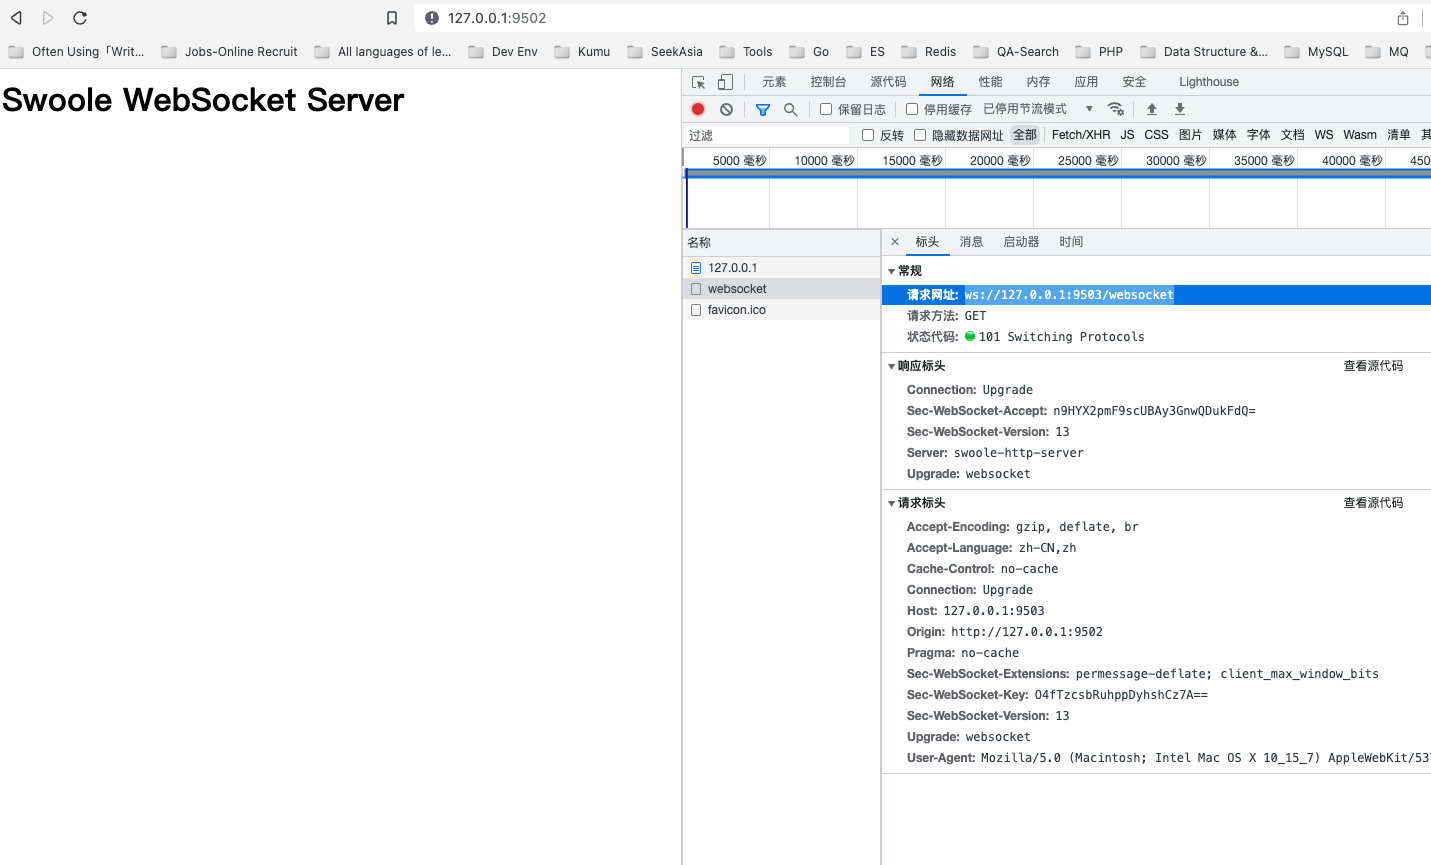 127.0.0.1:9502
Often Using「Writ... Jobs-Online Recruit All languages of le... Dev Env Kumu SeekAsia Tools Go ES Redis QA-Search PHP Data Structure &... MySQL MQ
Swoole WebSocket Server
元素 控制台 源代码 网络 性能 内存 应用 安全 Lighthouse
保留日志 停用缓存 已停用节流模式
过滤 反转 隐藏数据网址 全部 Fetch/XHR JS CSS 图片 媒体 字体 文档 WS Wasm 清单 其
5000 毫秒 10000 毫秒 15000 毫秒 20000 毫秒 25000 毫秒 30000 毫秒 35000 毫秒 40000 毫秒 450
名称
127.0.0.1
websocket
favicon.ico
× 标头 消息 启动器 时间
常规
请求网址: ws://127.0.0.1:9503/websocket
请求方法: GET
状态代码: 101 Switching Protocols
响应标头 查看源代码
Connection: Upgrade
Sec-WebSocket-Accept: n9HYX2pmF9scUBAy3GnwQDukFdQ=
Sec-WebSocket-Version: 13
Server: swoole-http-server
Upgrade: websocket
请求标头 查看源代码
Accept-Encoding: gzip, deflate, br
Accept-Language: zh-CN,zh
Cache-Control: no-cache
Connection: Upgrade
Host: 127.0.0.1:9503
Origin: http://127.0.0.1:9502
Pragma: no-cache
Sec-WebSocket-Extensions: permessage-deflate; client_max_window_bits
Sec-WebSocket-Key: O4fTzcsbRuhppDyhshCz7A==
Sec-WebSocket-Version: 13
Upgrade: websocket
User-Agent: Mozilla/5.0 (Macintosh; Intel Mac OS X 10_15_7) AppleWebKit/537